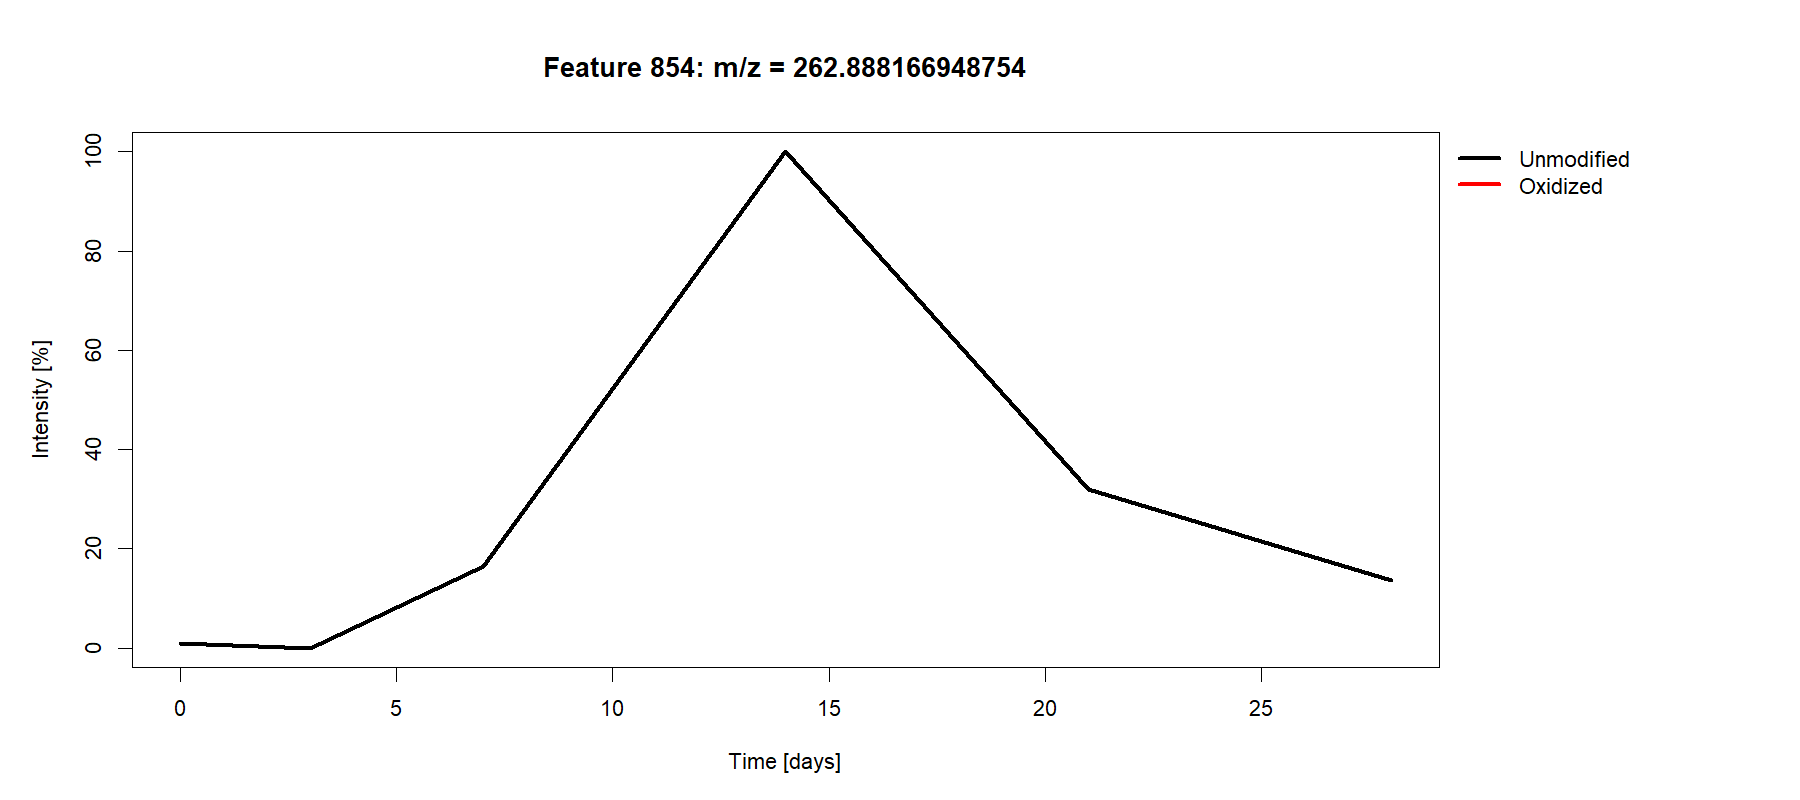 Feature 854: m/z = 262.888166948754
Unmodified
Oxidized
Intensity [%]
100
80
60
40
20
0
0 5 10 15 20 25
Time [days]